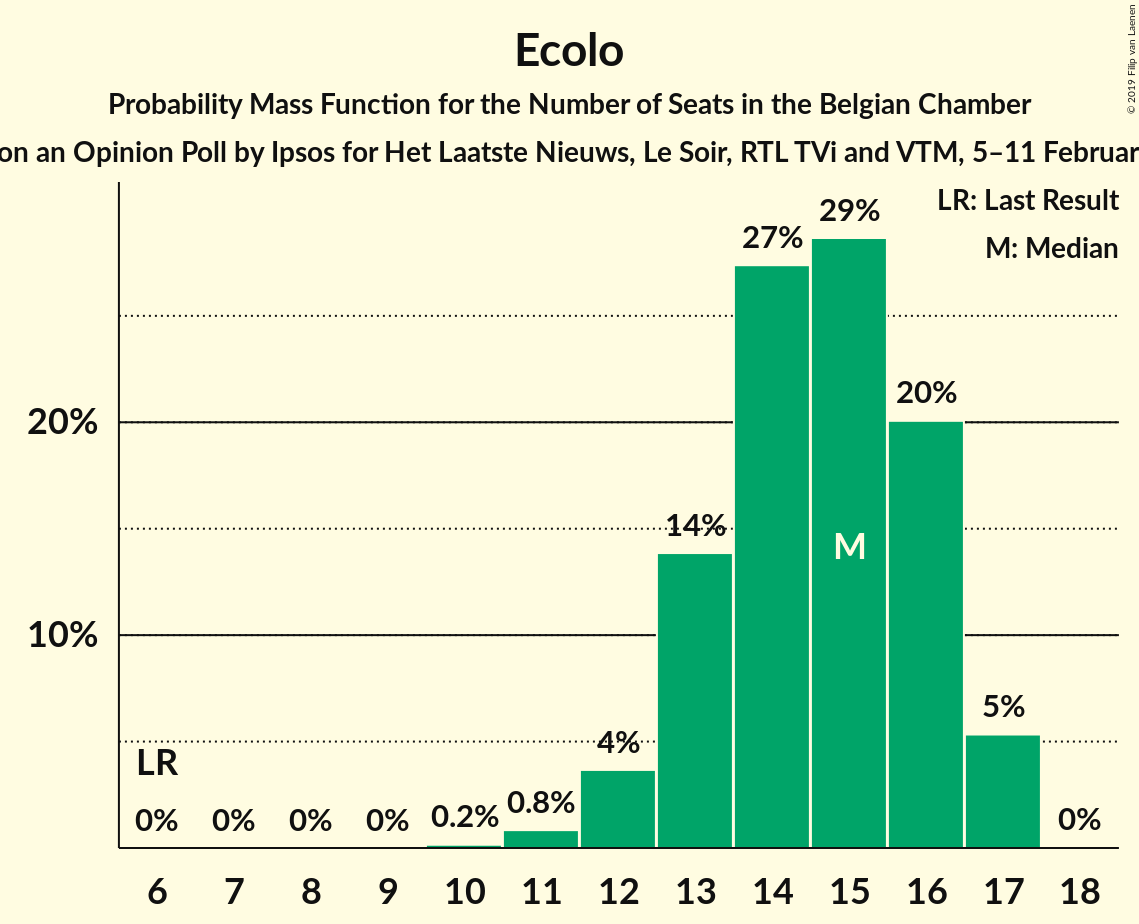 Ecolo
Probability Mass Function for the Number of Seats in the Belgian Chamber
on an Opinion Poll by Ipsos for Het Laatste Nieuws, Le Soir, RTL TVi and VTM, 5–11 Februar
© 2019 Filip van Laenen
LR: Last Result
M: Median
29%
27%
20%
20%
14%
M
10%
5%
4%
LR
0% 0% 0% 0% 0.2% 0.8% 0%
6 7 8 9 10 11 12 13 14 15 16 17 18